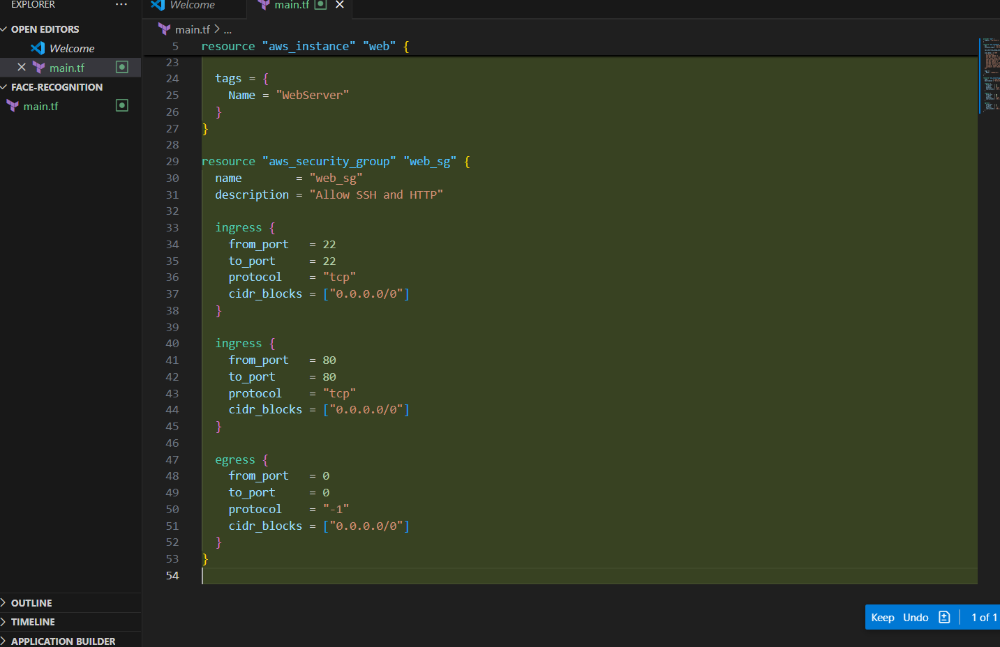 EXPLORER ...
Welcome
main.tf
OPEN EDITORS
Welcome
main.tf
FACE-RECOGNITION
main.tf
OUTLINE
TIMELINE
APPLICATION BUILDER
main.tf > ...
5 resource "aws_instance" "web" {
23
24   tags = {
25     Name = "WebServer"
26   }
27 }
28
29 resource "aws_security_group" "web_sg" {
30   name        = "web_sg"
31   description = "Allow SSH and HTTP"
32
33   ingress {
34     from_port   = 22
35     to_port     = 22
36     protocol    = "tcp"
37     cidr_blocks = ["0.0.0.0/0"]
38   }
39
40   ingress {
41     from_port   = 80
42     to_port     = 80
43     protocol    = "tcp"
44     cidr_blocks = ["0.0.0.0/0"]
45   }
46
47   egress {
48     from_port   = 0
49     to_port     = 0
50     protocol    = "-1"
51     cidr_blocks = ["0.0.0.0/0"]
52   }
53 }
54
Keep Undo 1 of 1